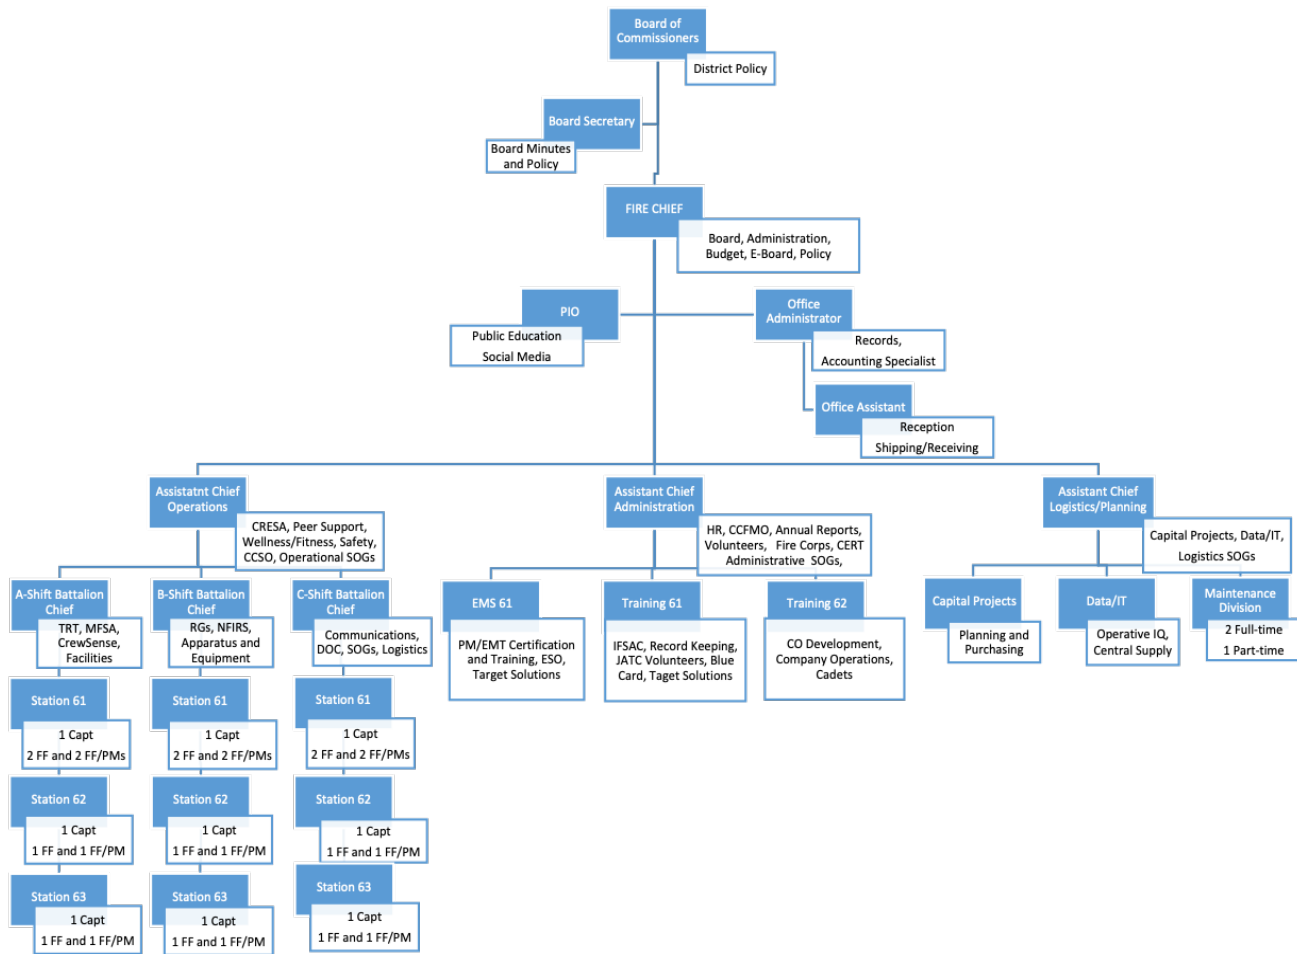 Board of
Commissioners
District Policy
Board Secretary
Board Minutes
and Policy
FIRE CHIEF
Board, Administration,
Budget, E-Board, Policy
PIO
Public Education
Social Media
Office
Administrator
Records,
Accounting Specialist
Office Assistant
Reception
Shipping/Receiving
Assistatnt Chief
Operations
CRESA, Peer Support,
Wellness/Fitness, Safety,
CCSO, Operational SOGs
Assistant Chief
Administration
HR, CCFMO, Annual Reports,
Volunteers, Fire Corps, CERT
Administrative SOGs,
Assistant Chief
Logistics/Planning
Capital Projects, Data/IT,
Logistics SOGs
A-Shift Battalion
Chief
TRT, MFSA,
CrewSense,
Facilities
B-Shift Battalion
Chief
RGs, NFIRS,
Apparatus and
Equipment
C-Shift Battalion
Chief
Communications,
DOC, SOGs, Logistics
EMS 61
PM/EMT Certification
and Training, ESO,
Target Solutions
Training 61
IFSAC, Record Keeping,
JATC Volunteers, Blue
Card, Taget Solutions
Training 62
CO Development,
Company Operations,
Cadets
Capital Projects
Planning and
Purchasing
Data/IT
Operative IQ,
Central Supply
Maintenance
Division
2 Full-time
1 Part-time
Station 61
1 Capt
2 FF and 2 FF/PMs
Station 61
1 Capt
2 FF and 2 FF/PMs
Station 61
1 Capt
2 FF and 2 FF/PMs
Station 62
1 Capt
1 FF and 1 FF/PM
Station 62
1 Capt
1 FF and 1 FF/PM
Station 62
1 Capt
1 FF and 1 FF/PM
Station 63
1 Capt
1 FF and 1 FF/PM
Station 63
1 Capt
1 FF and 1 FF/PM
Station 63
1 Capt
1 FF and 1 FF/PM